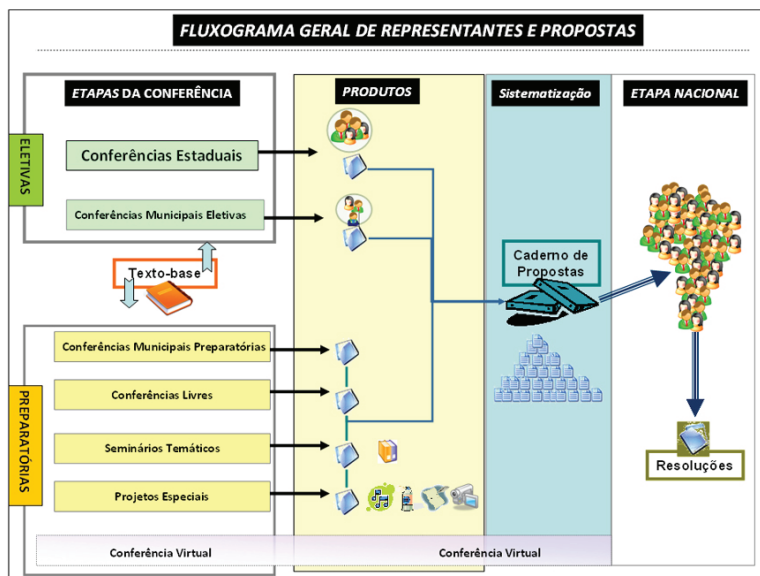 FLUXOGRAMA GERAL DE REPRESENTANTES E PROPOSTAS
ETAPAS DA CONFERÊNCIA
PRODUTOS
Sistematização
ETAPA NACIONAL
ELETIVAS
Conferências Estaduais
Conferências Municipais Eletivas
Texto-base
Caderno de
Propostas
PREPARATÓRIAS
Conferências Municipais Preparatórias
Conferências Livres
Seminários Temáticos
Projetos Especiais
Resoluções
Conferência Virtual
Conferência Virtual